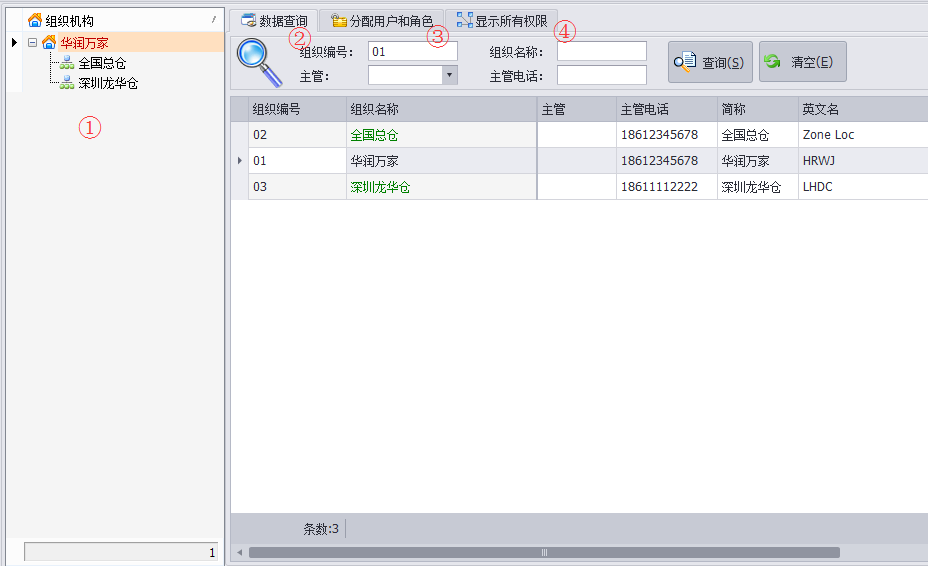 组织机构
华润万家
全国总仓
深圳龙华仓
①
1
数据查询 分配用户和角色 显示所有权限
② ③ ④
组织编号： 01 组织名称：
主管： 主管电话：
查询(S) 清空(E)
组织编号 组织名称 主管 主管电话 简称 英文名
02 全国总仓 18612345678 全国总仓 Zone Loc
01 华润万家 18612345678 华润万家 HRWJ
03 深圳龙华仓 18611112222 深圳龙华仓 LHDC
条数:3